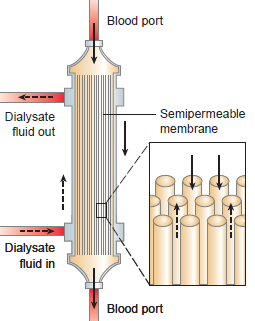 Blood port
Dialysate
fluid out
Semipermeable
membrane
Dialysate
fluid in
Blood port